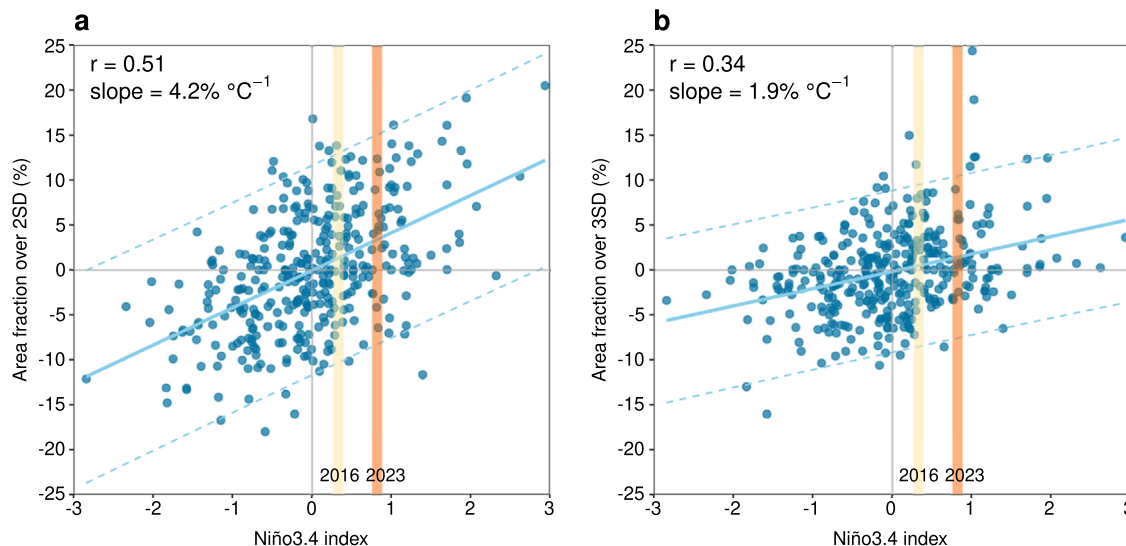 a
r = 0.51
slope = 4.2% °C⁻¹
Area fraction over 2SD (%)
25
20
15
10
5
0
-5
-10
-15
-20
-25
2016 2023
-3 -2 -1 0 1 2 3
Niño3.4 index
b
r = 0.34
slope = 1.9% °C⁻¹
Area fraction over 3SD (%)
25
20
15
10
5
0
-5
-10
-15
-20
-25
2016 2023
-3 -2 -1 0 1 2 3
Niño3.4 index